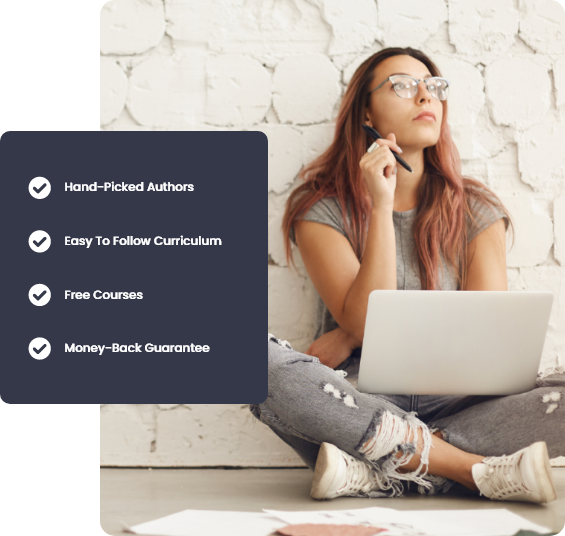 Hand-Picked Authors
Easy To Follow Curriculum
Free Courses
Money-Back Guarantee